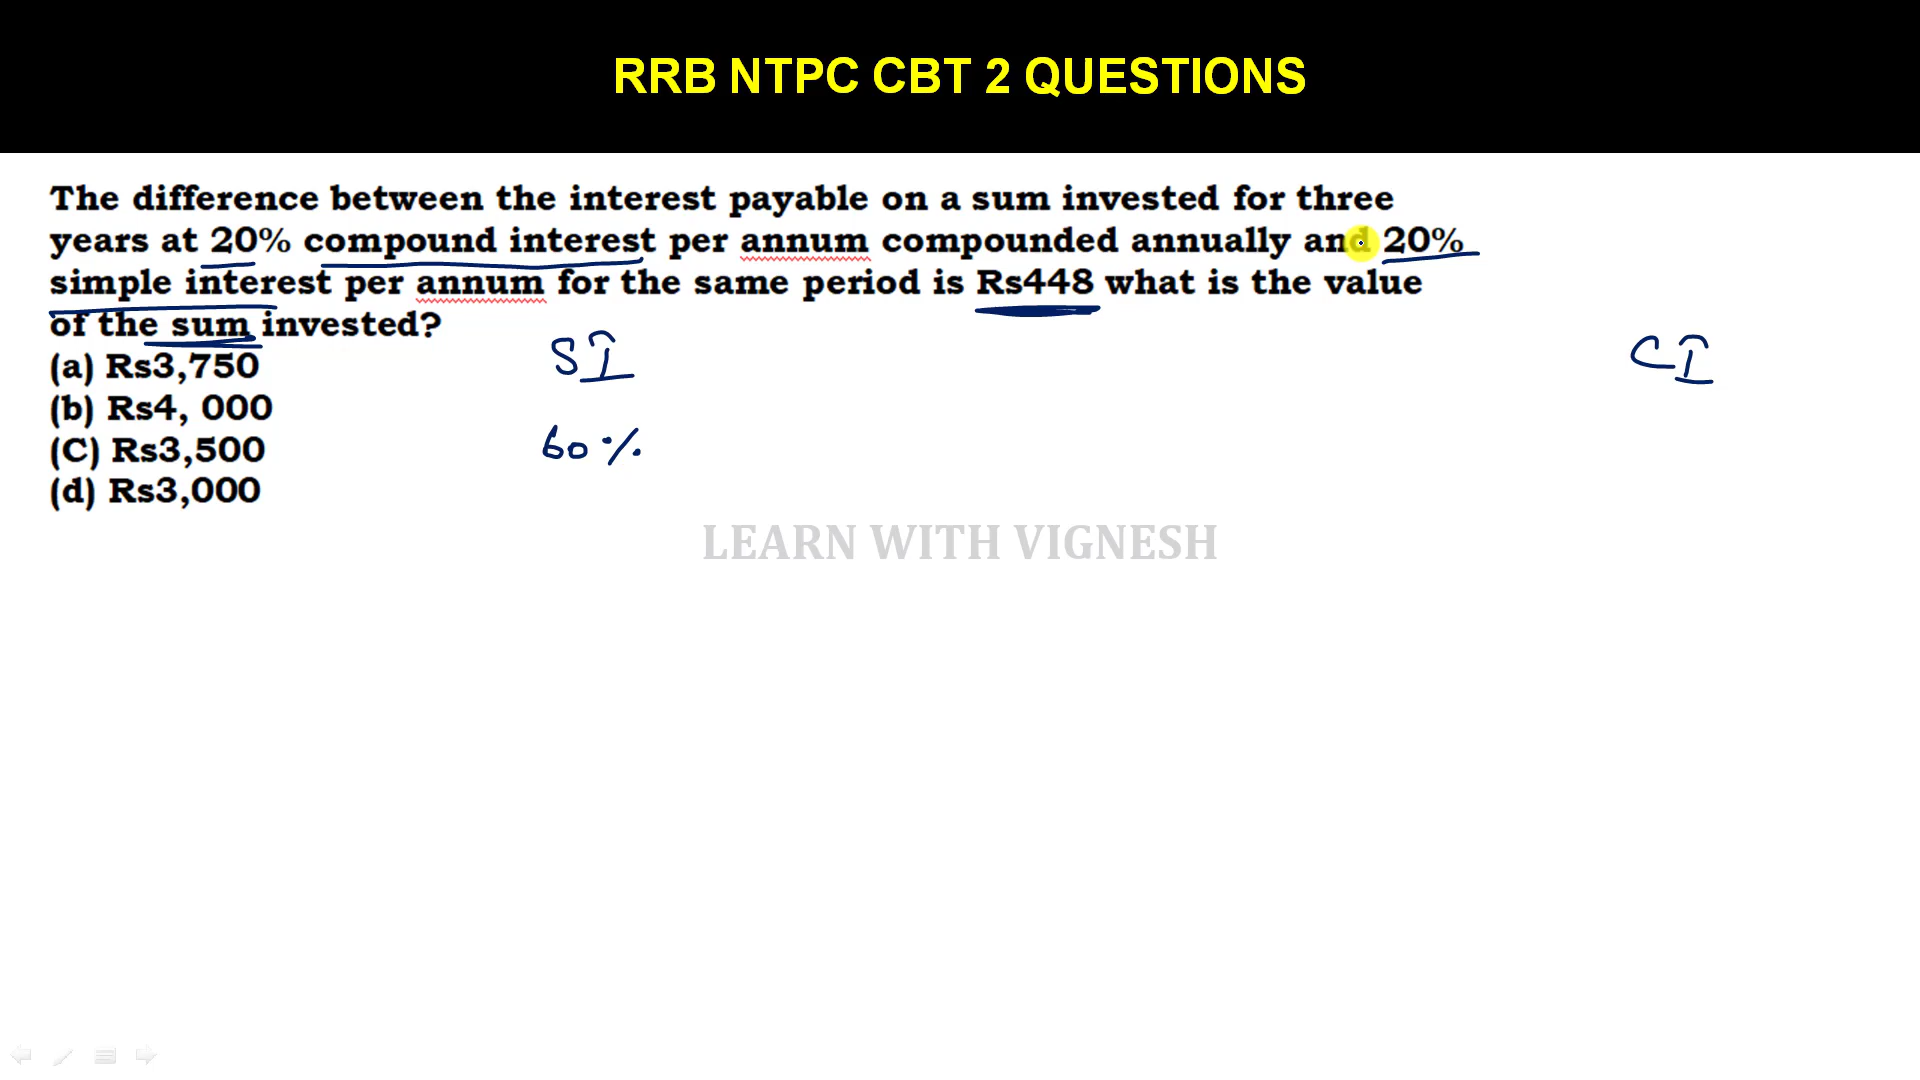 RRB NTPC CBT 2 QUESTIONS
The difference between the interest payable on a sum invested for three
years at 20% compound interest per annum compounded annually and 20%
simple interest per annum for the same period is Rs448 what is the value
of the sum invested?
(a) Rs3,750
(b) Rs4, 000
(C) Rs3,500
(d) Rs3,000
SI
CI
60%
LEARN WITH VIGNESH